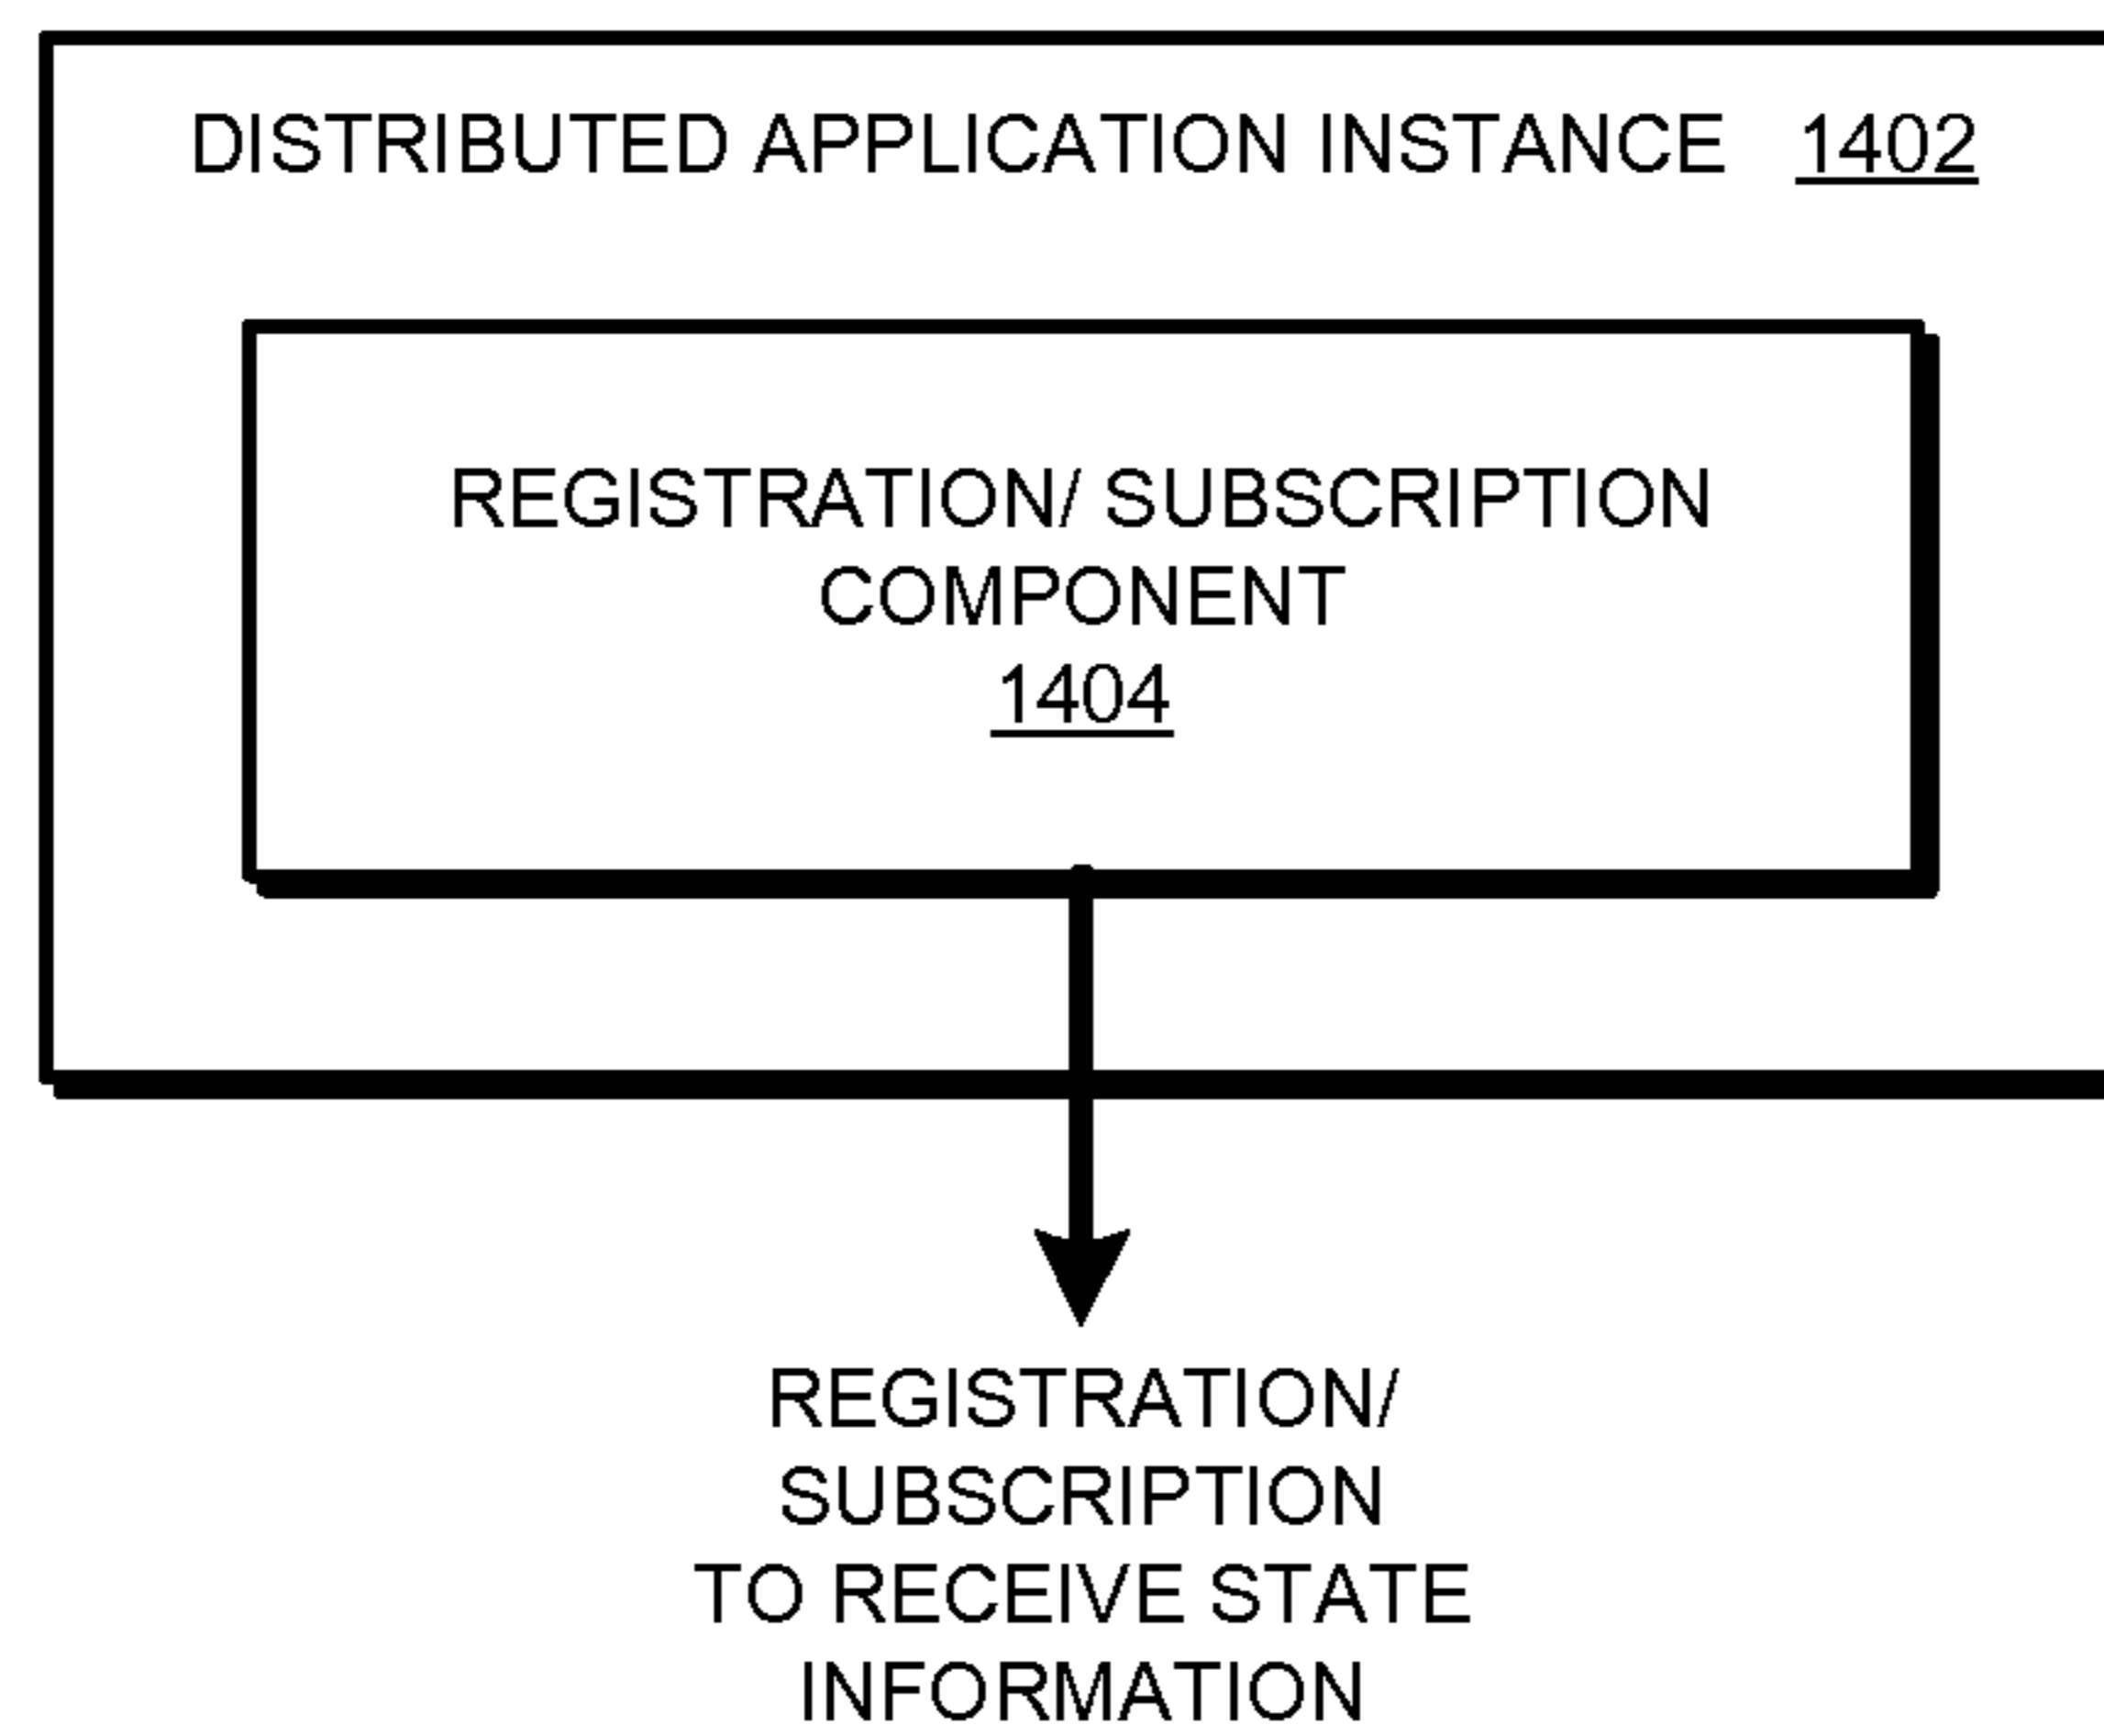 DISTRIBUTED APPLICATION INSTANCE 1402
REGISTRATION/ SUBSCRIPTION
COMPONENT
1404
REGISTRATION/
SUBSCRIPTION
TO RECEIVE STATE
INFORMATION